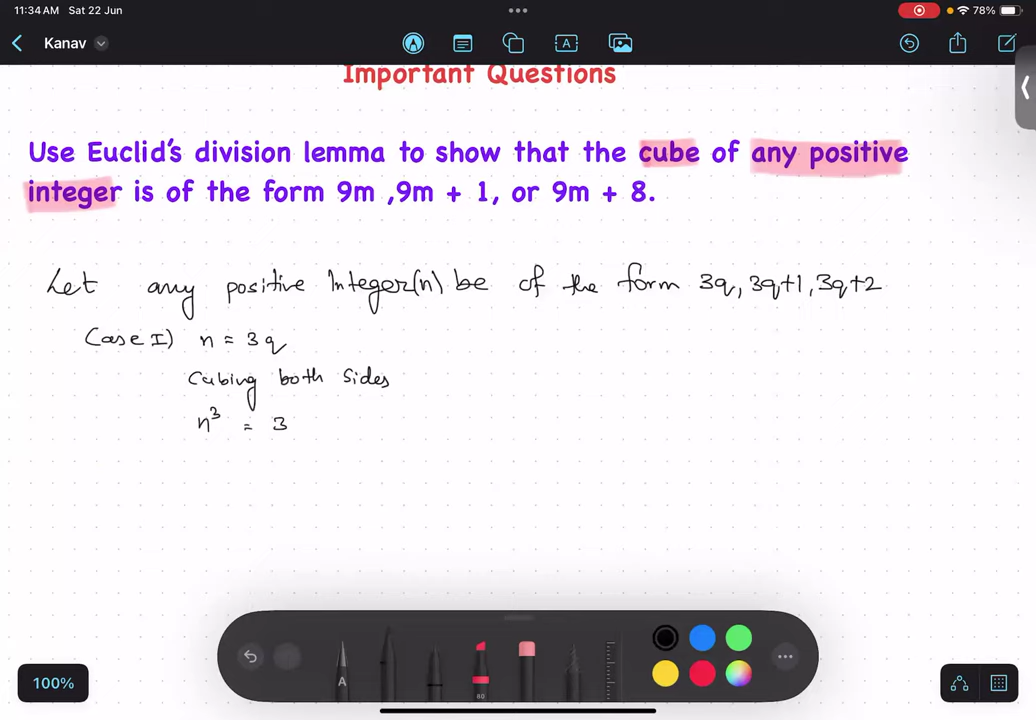 11:34 AM Sat 22 Jun
78%
Kanav
Important Questions
Use Euclid's division lemma to show that the cube of any positive
integer is of the form 9m ,9m + 1, or 9m + 8.
Let any positive Integer(n) be of the form 3q, 3q+1, 3q+2
Case I) n = 3q
Cubing both sides
n³ = 3
A
80
100%